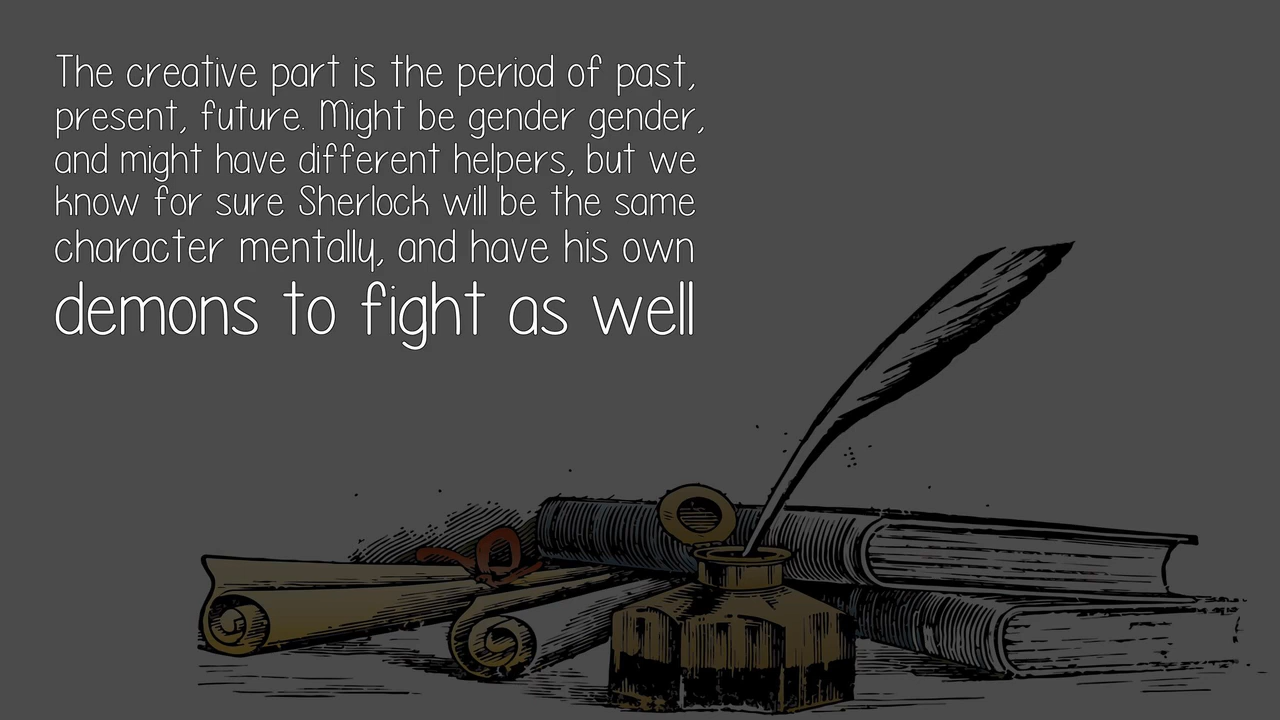 The creative part is the period of past,
present, future. Might be gender gender,
and might have different helpers, but we
know for sure Sherlock will be the same
character mentally, and have his own
demons to fight as well